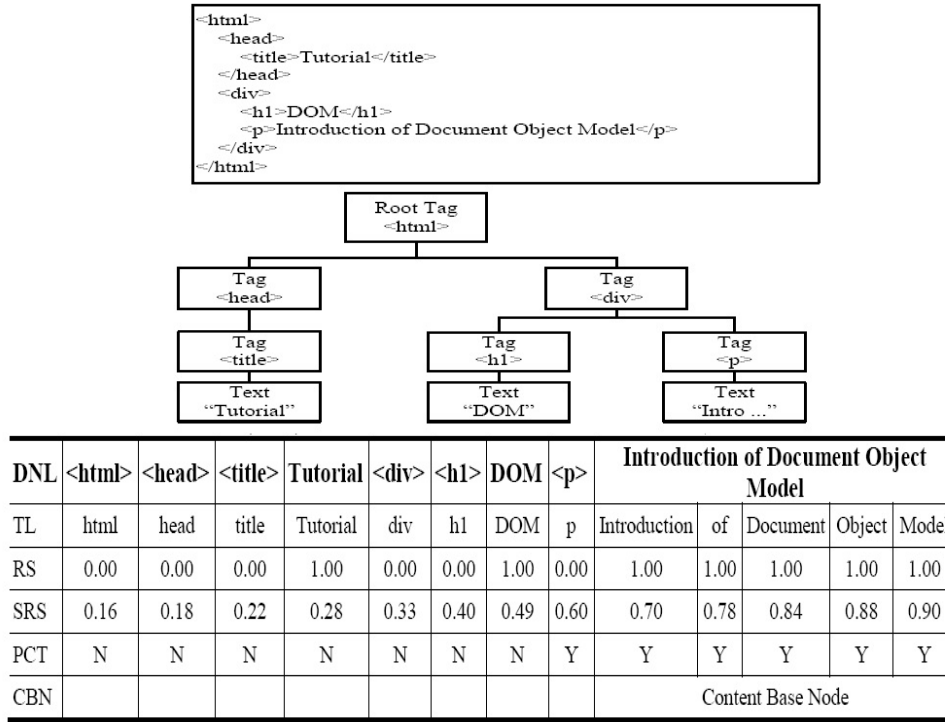 <html>
<head>
<title>Tutorial</title>
</head>
<div>
<h1>DOM</h1>
<p>Introduction of Document Object Model</p>
</div>
</html>
Root Tag
<html>
Tag
<head>
Tag
<div>
Tag
<title>
Tag
<h1>
Tag
<p>
Text
“Tutorial”
Text
“DOM”
Text
“Intro ...”
DNL <html> <head> <title> Tutorial <div> <h1> DOM <p> Introduction of Document Object
Model
TL html head title Tutorial div h1 DOM p Introduction of Document Object Model
RS 0.00 0.00 0.00 1.00 0.00 0.00 1.00 0.00 1.00 1.00 1.00 1.00 1.00
SRS 0.16 0.18 0.22 0.28 0.33 0.40 0.49 0.60 0.70 0.78 0.84 0.88 0.90
PCT N N N N N N N Y Y Y Y Y Y
CBN Content Base Node